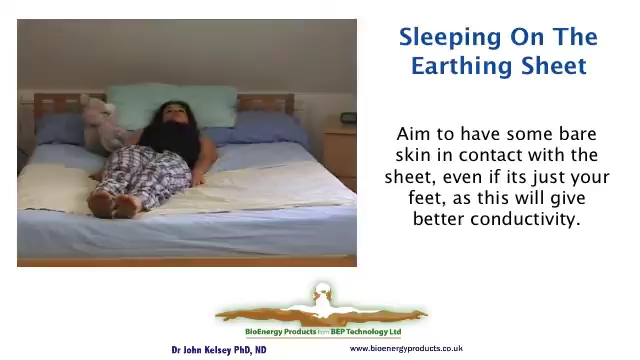 Sleeping On The
Earthing Sheet
Aim to have some bare
skin in contact with the
sheet, even if its just your
feet, as this will give
better conductivity.
BioEnergy Products from BEP Technology Ltd
Dr John Kelsey PhD, ND
www.bioenergyproducts.co.uk